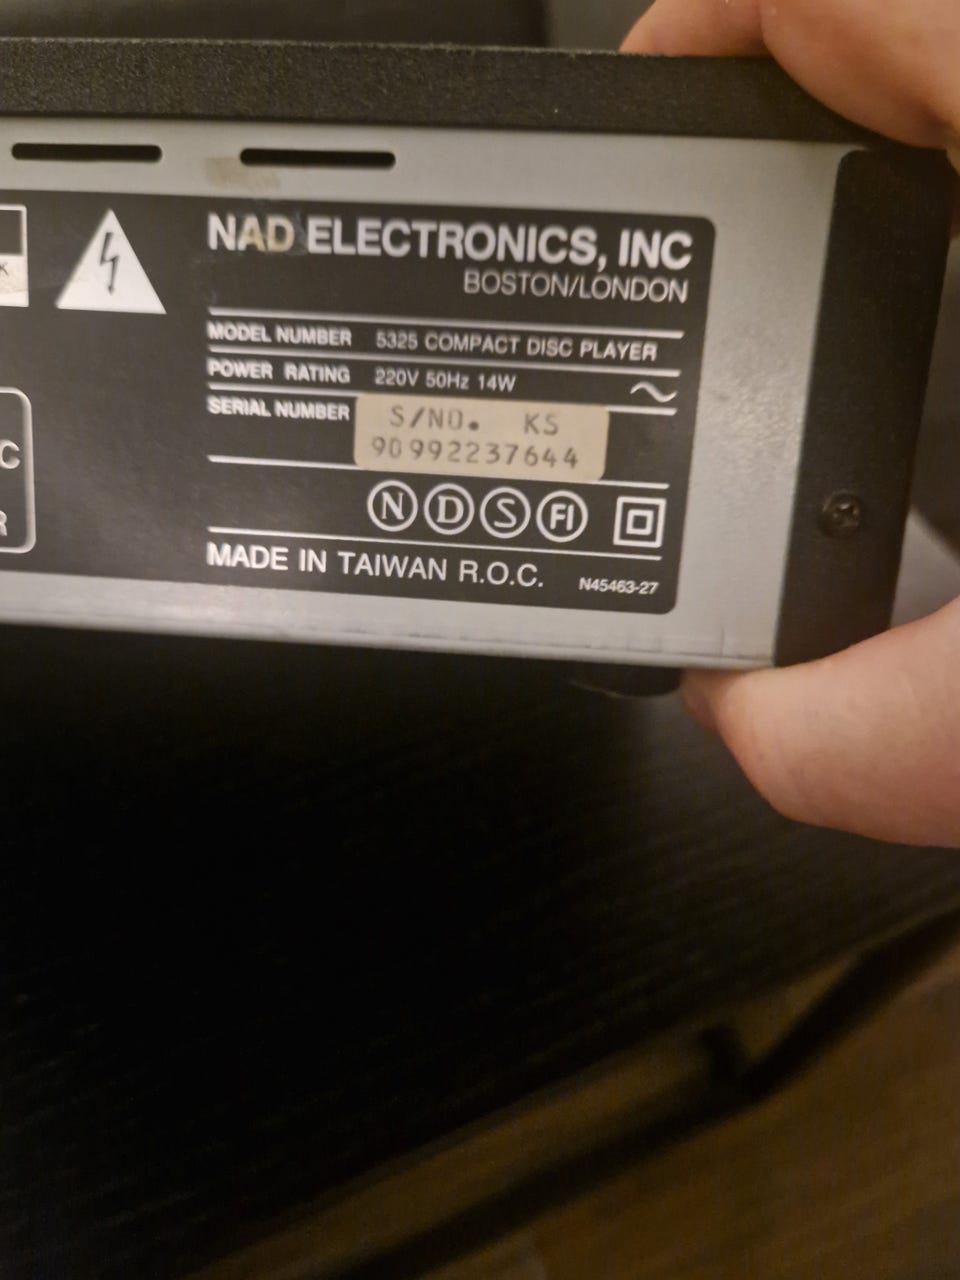 NAD ELECTRONICS, INC
BOSTON/LONDON
MODEL NUMBER 5325 COMPACT DISC PLAYER
POWER RATING 220V 50Hz 14W
SERIAL NUMBER S/NO. KS
90992237644
N D S FI
MADE IN TAIWAN R.O.C. N45463-27
K
C
R